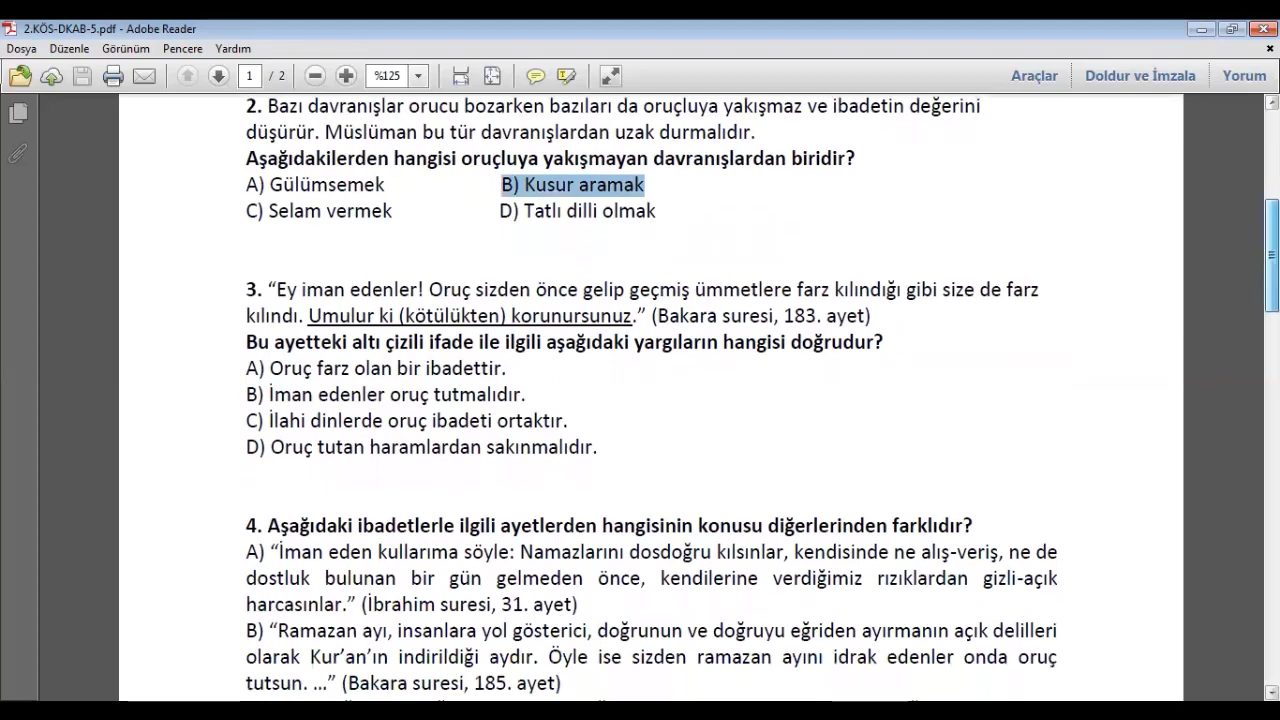 2.KÖS-DKAB-5.pdf - Adobe Reader
Dosya Düzenle Görünüm Pencere Yardım
1 / 2 %125 Araçlar Doldur ve İmzala Yorum
2. Bazı davranışlar orucu bozarken bazıları da oruçluya yakışmaz ve ibadetin değerini
düşürür. Müslüman bu tür davranışlardan uzak durmalıdır.
Aşağıdakilerden hangisi oruçluya yakışmayan davranışlardan biridir?
A) Gülümsemek B) Kusur aramak
C) Selam vermek D) Tatlı dilli olmak
3. “Ey iman edenler! Oruç sizden önce gelip geçmiş ümmetlere farz kılındığı gibi size de farz
kılındı. Umulur ki (kötülükten) korunursunuz.” (Bakara suresi, 183. ayet)
Bu ayetteki altı çizili ifade ile ilgili aşağıdaki yargıların hangisi doğrudur?
A) Oruç farz olan bir ibadettir.
B) İman edenler oruç tutmalıdır.
C) İlahi dinlerde oruç ibadeti ortaktır.
D) Oruç tutan haramlardan sakınmalıdır.
4. Aşağıdaki ibadetlerle ilgili ayetlerden hangisinin konusu diğerlerinden farklıdır?
A) “İman eden kullarıma söyle: Namazlarını dosdoğru kılsınlar, kendisinde ne alış-veriş, ne de
dostluk bulunan bir gün gelmeden önce, kendilerine verdiğimiz rızıklardan gizli-açık
harcasınlar.” (İbrahim suresi, 31. ayet)
B) “Ramazan ayı, insanlara yol gösterici, doğrunun ve doğruyu eğriden ayırmanın açık delilleri
olarak Kur’an’ın indirildiği aydır. Öyle ise sizden ramazan ayını idrak edenler onda oruç
tutsun. …” (Bakara suresi, 185. ayet)